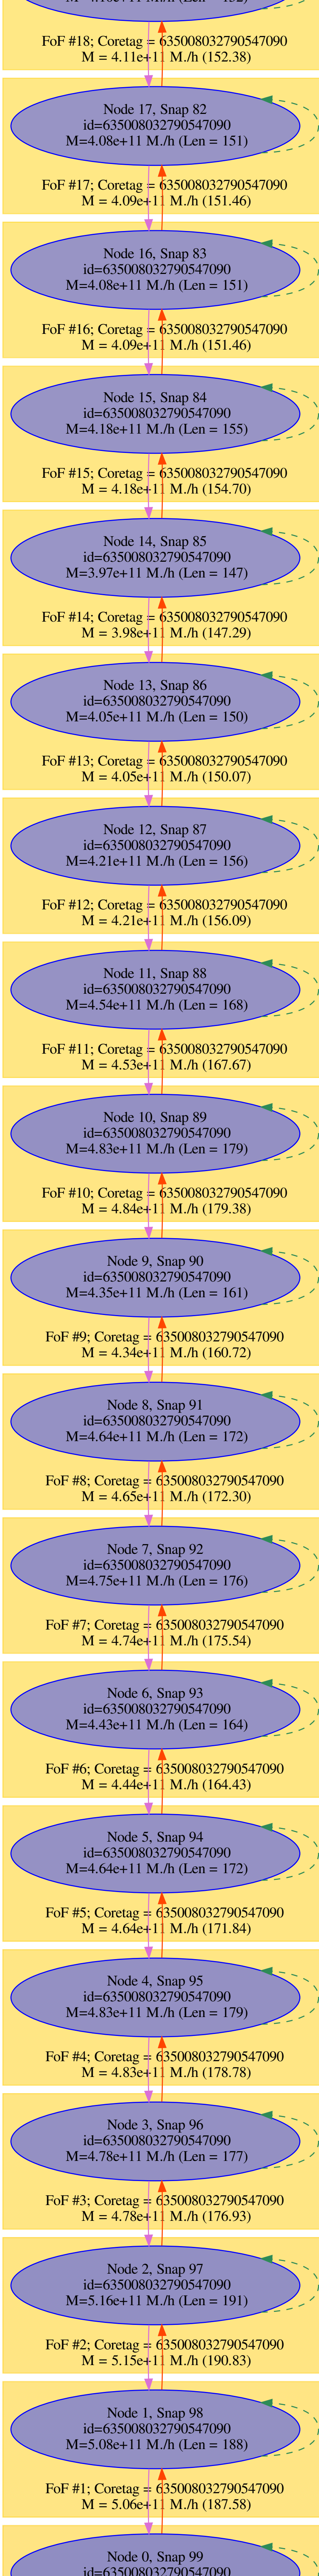 FoF #18; Coretag = 635008032790547090
M = 4.11e+11 M./h (152.38)
Node 17, Snap 82
id=635008032790547090
M=4.08e+11 M./h (Len = 151)
FoF #17; Coretag = 635008032790547090
M = 4.09e+11 M./h (151.46)
Node 16, Snap 83
id=635008032790547090
M=4.08e+11 M./h (Len = 151)
FoF #16; Coretag = 635008032790547090
M = 4.09e+11 M./h (151.46)
Node 15, Snap 84
id=635008032790547090
M=4.18e+11 M./h (Len = 155)
FoF #15; Coretag = 635008032790547090
M = 4.18e+11 M./h (154.70)
Node 14, Snap 85
id=635008032790547090
M=3.97e+11 M./h (Len = 147)
FoF #14; Coretag = 635008032790547090
M = 3.98e+11 M./h (147.29)
Node 13, Snap 86
id=635008032790547090
M=4.05e+11 M./h (Len = 150)
FoF #13; Coretag = 635008032790547090
M = 4.05e+11 M./h (150.07)
Node 12, Snap 87
id=635008032790547090
M=4.21e+11 M./h (Len = 156)
FoF #12; Coretag = 635008032790547090
M = 4.21e+11 M./h (156.09)
Node 11, Snap 88
id=635008032790547090
M=4.54e+11 M./h (Len = 168)
FoF #11; Coretag = 635008032790547090
M = 4.53e+11 M./h (167.67)
Node 10, Snap 89
id=635008032790547090
M=4.83e+11 M./h (Len = 179)
FoF #10; Coretag = 635008032790547090
M = 4.84e+11 M./h (179.38)
Node 9, Snap 90
id=635008032790547090
M=4.35e+11 M./h (Len = 161)
FoF #9; Coretag = 635008032790547090
M = 4.34e+11 M./h (160.72)
Node 8, Snap 91
id=635008032790547090
M=4.64e+11 M./h (Len = 172)
FoF #8; Coretag = 635008032790547090
M = 4.65e+11 M./h (172.30)
Node 7, Snap 92
id=635008032790547090
M=4.75e+11 M./h (Len = 176)
FoF #7; Coretag = 635008032790547090
M = 4.74e+11 M./h (175.54)
Node 6, Snap 93
id=635008032790547090
M=4.43e+11 M./h (Len = 164)
FoF #6; Coretag = 635008032790547090
M = 4.44e+11 M./h (164.43)
Node 5, Snap 94
id=635008032790547090
M=4.64e+11 M./h (Len = 172)
FoF #5; Coretag = 635008032790547090
M = 4.64e+11 M./h (171.84)
Node 4, Snap 95
id=635008032790547090
M=4.83e+11 M./h (Len = 179)
FoF #4; Coretag = 635008032790547090
M = 4.83e+11 M./h (178.78)
Node 3, Snap 96
id=635008032790547090
M=4.78e+11 M./h (Len = 177)
FoF #3; Coretag = 635008032790547090
M = 4.78e+11 M./h (176.93)
Node 2, Snap 97
id=635008032790547090
M=5.16e+11 M./h (Len = 191)
FoF #2; Coretag = 635008032790547090
M = 5.15e+11 M./h (190.83)
Node 1, Snap 98
id=635008032790547090
M=5.08e+11 M./h (Len = 188)
FoF #1; Coretag = 635008032790547090
M = 5.06e+11 M./h (187.58)
Node 0, Snap 99